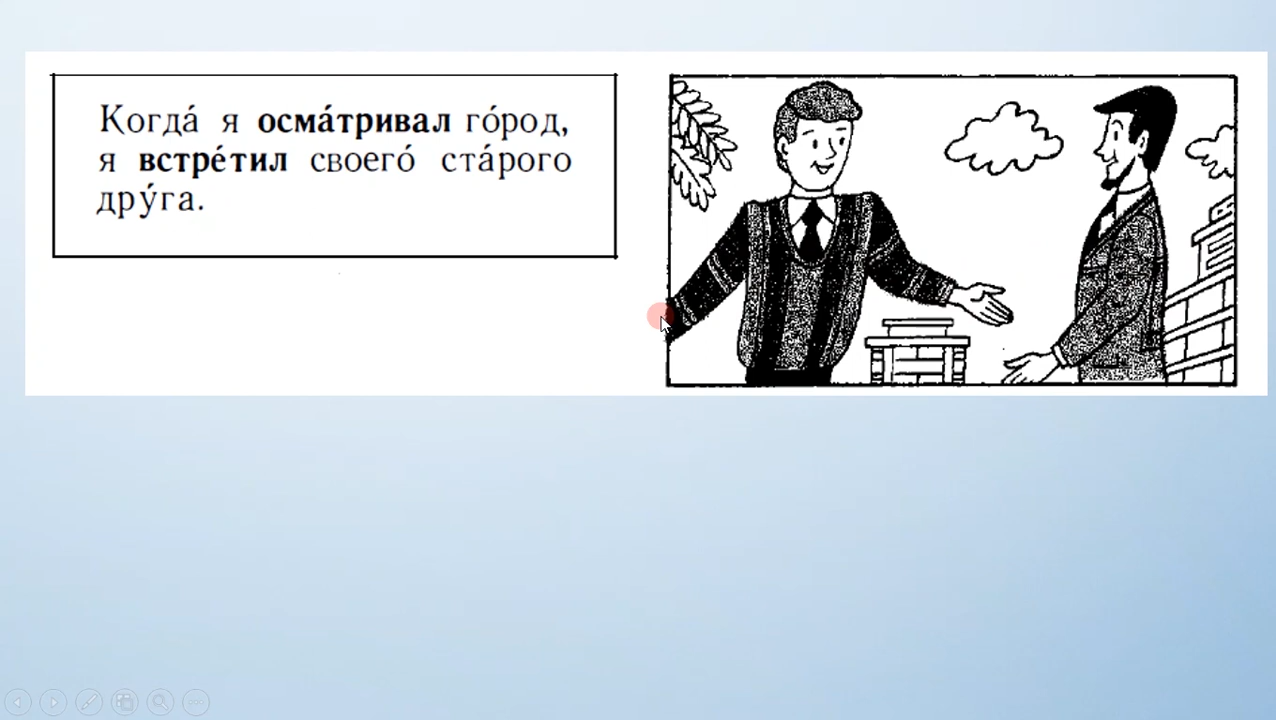 Когда́ я осма́тривал го́род,
я встре́тил своего́ ста́рого
дру́га.